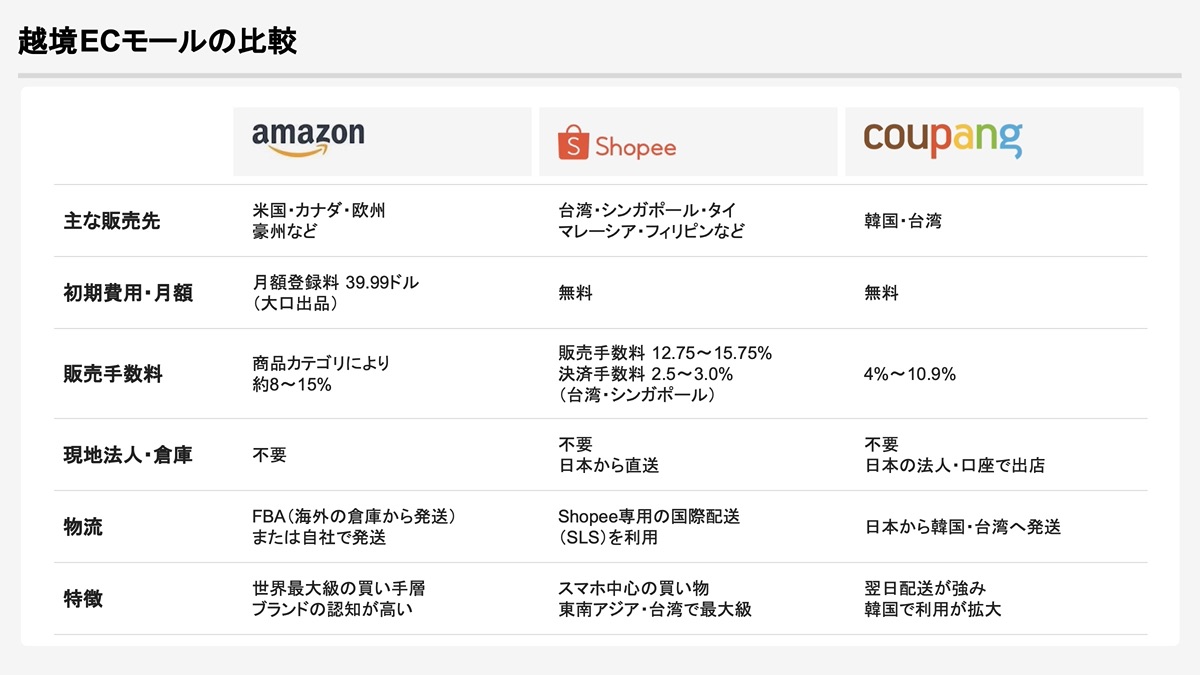 越境ECモールの比較
amazon
Shopee
coupang
主な販売先
米国・カナダ・欧州
豪州など
台湾・シンガポール・タイ
マレーシア・フィリピンなど
韓国・台湾
初期費用・月額
月額登録料 39.99ドル
（大口出品）
無料
無料
販売手数料
商品カテゴリにより
約8〜15%
販売手数料 12.75〜15.75%
決済手数料 2.5〜3.0%
（台湾・シンガポール）
4%〜10.9%
現地法人・倉庫
不要
不要
日本から直送
不要
日本の法人・口座で出店
物流
FBA（海外の倉庫から発送）
または自社で発送
Shopee専用の国際配送
（SLS）を利用
日本から韓国・台湾へ発送
特徴
世界最大級の買い手層
ブランドの認知が高い
スマホ中心の買い物
東南アジア・台湾で最大級
翌日配送が強み
韓国で利用が拡大